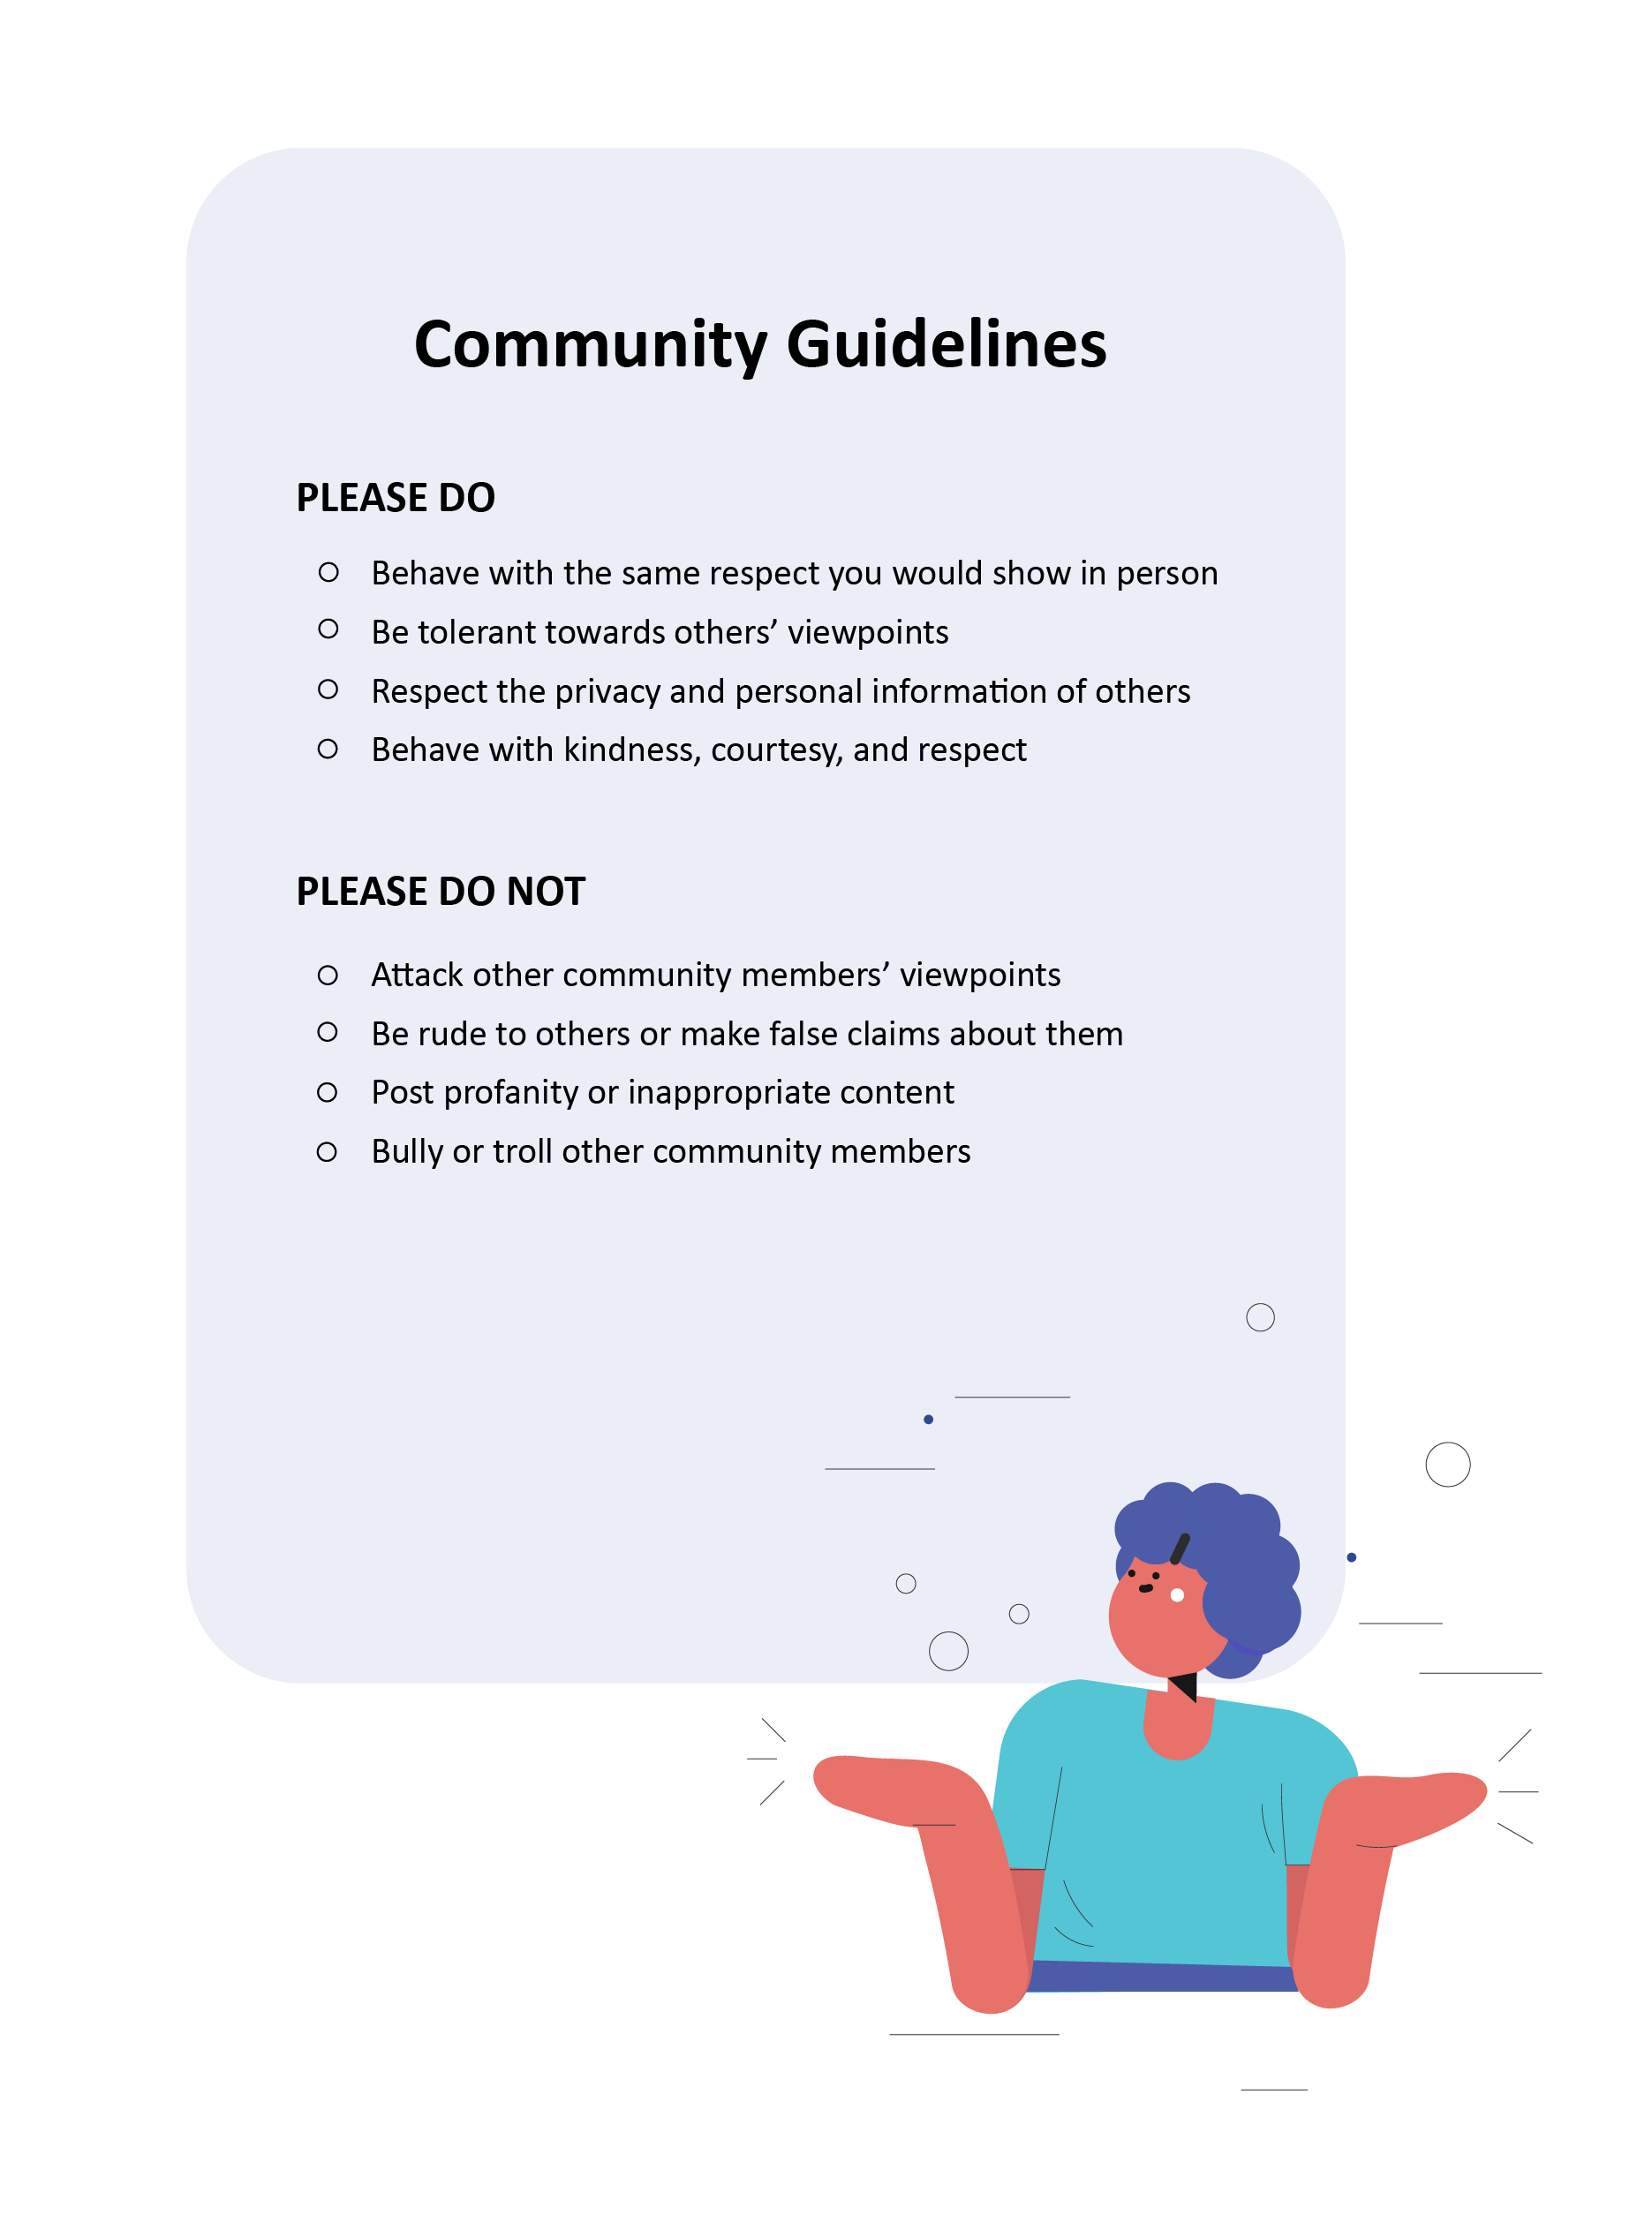 Community Guidelines
PLEASE DO
Behave with the same respect you would show in person
Be tolerant towards others’ viewpoints
Respect the privacy and personal information of others
Behave with kindness, courtesy, and respect
PLEASE DO NOT
Attack other community members’ viewpoints
Be rude to others or make false claims about them
Post profanity or inappropriate content
Bully or troll other community members